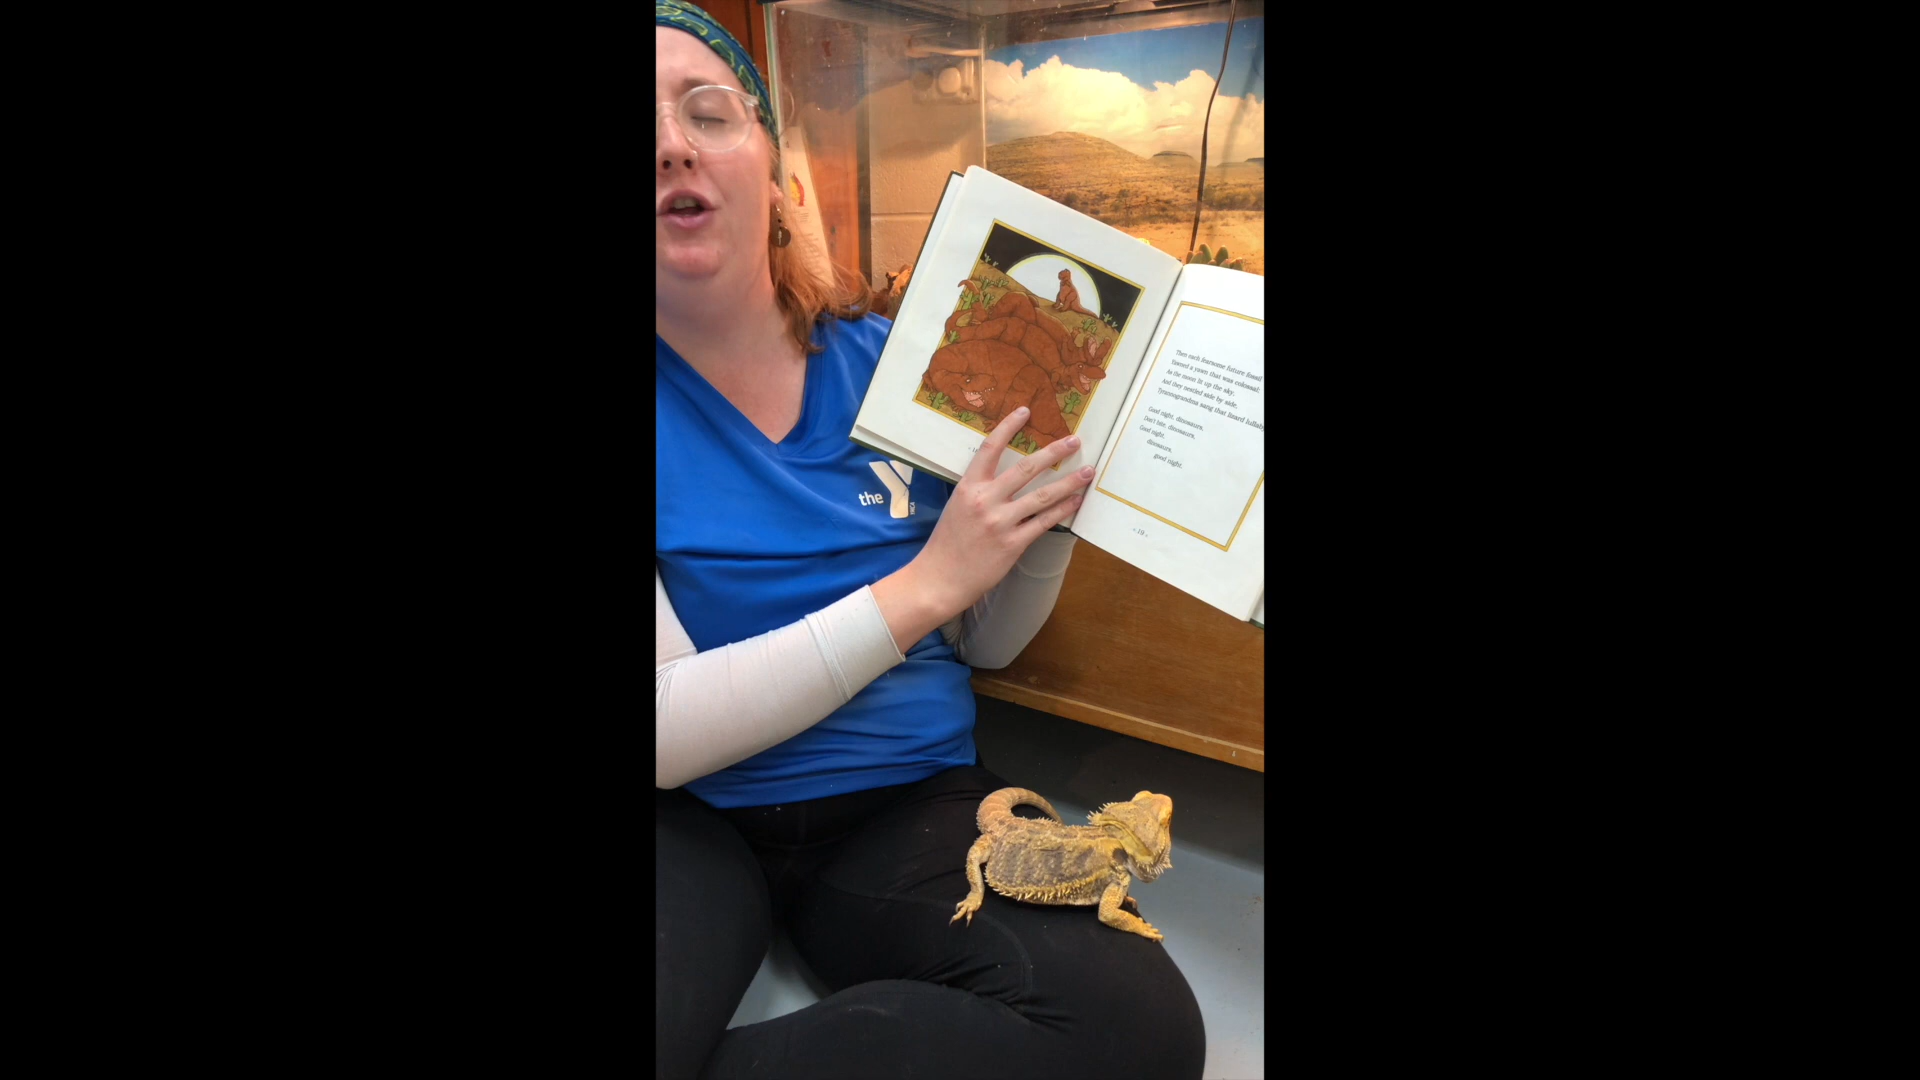 the Y
YMCA
Then each fearsome future fossil
Yawned a yawn that was colossal;
As the moon lit up the sky,
And they nestled side by side,
Tyrannograndma sang that lizard lullaby
Good night, dinosaurs,
Don't bite, dinosaurs,
Good night,
dinosaurs,
good night.
- 19 -